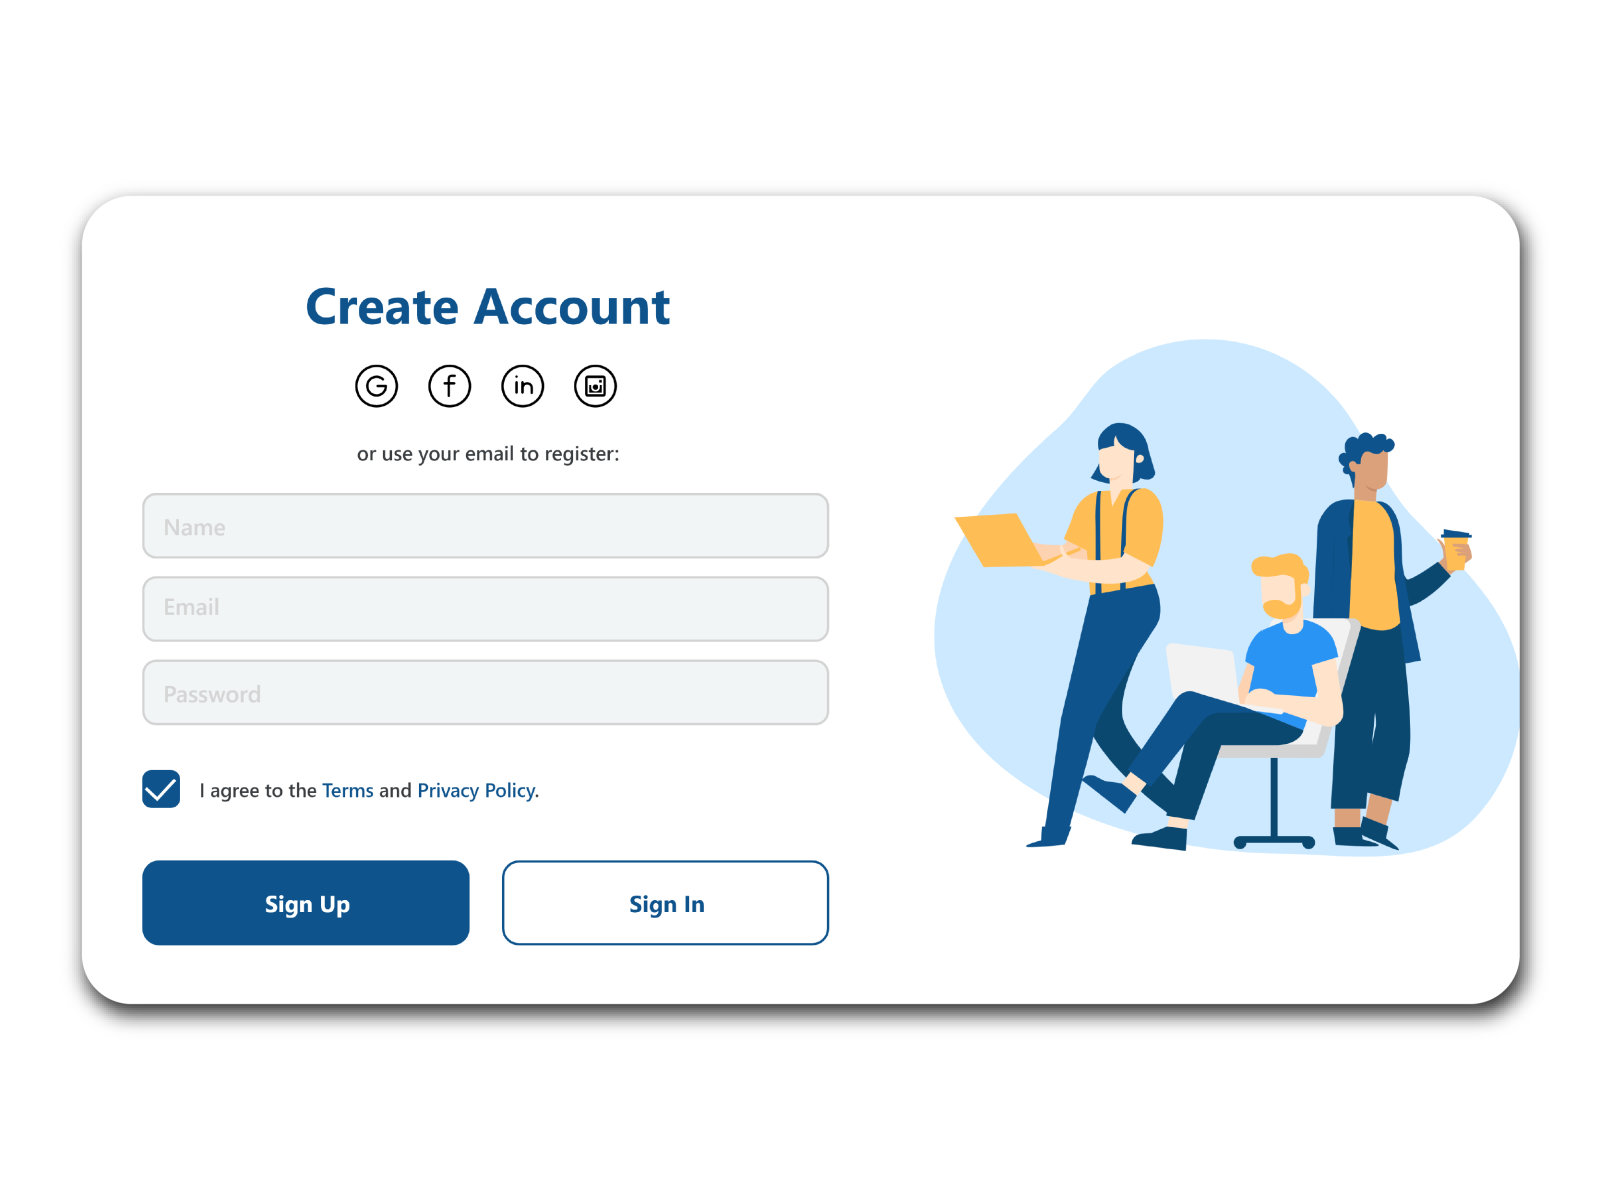 Create Account
G f in
or use your email to register:
Name
Email
Password
I agree to the Terms and Privacy Policy.
Sign Up Sign In